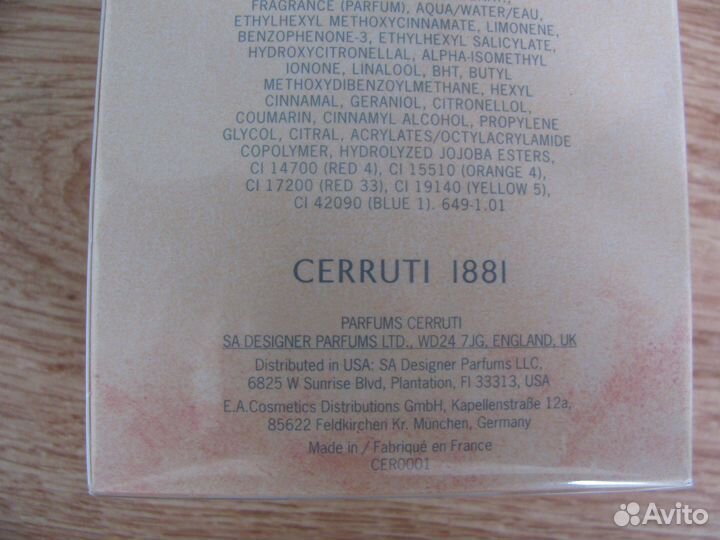 FRAGRANCE (PARFUM), AQUA/WATER/EAU,
ETHYLHEXYL METHOXYCINNAMATE, LIMONENE,
BENZOPHENONE-3, ETHYLHEXYL SALICYLATE,
HYDROXYCITRONELLAL, ALPHA-ISOMETHYL
IONONE, LINALOOL, BHT, BUTYL
METHOXYDIBENZOYLMETHANE, HEXYL
CINNAMAL, GERANIOL, CITRONELLOL,
COUMARIN, CINNAMYL ALCOHOL, PROPYLENE
GLYCOL, CITRAL, ACRYLATES/OCTYLACRYLAMIDE
COPOLYMER, HYDROLYZED JOJOBA ESTERS,
CI 14700 (RED 4), CI 15510 (ORANGE 4),
CI 17200 (RED 33), CI 19140 (YELLOW 5),
CI 42090 (BLUE 1). 649-1.01
CERRUTI 1881
PARFUMS CERRUTI
SA DESIGNER PARFUMS LTD., WD24 7JG, ENGLAND, UK
Distributed in USA: SA Designer Parfums LLC,
6825 W Sunrise Blvd, Plantation, Fl 33313, USA
E.A.Cosmetics Distributions GmbH, Kapellenstraße 12a,
85622 Feldkirchen Kr. München, Germany
Made in / Fabriqué en France
CER0001
Avito